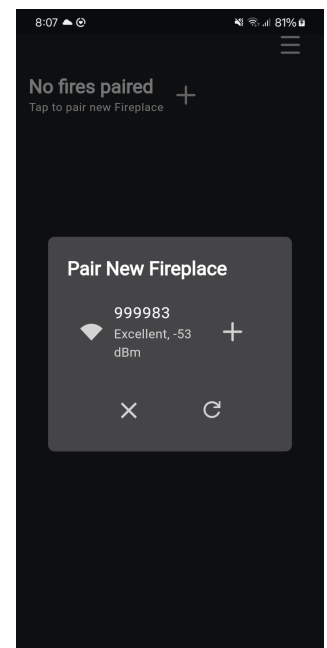 8:07
81%
No fires paired
Tap to pair new Fireplace
Pair New Fireplace
999983
Excellent, -53
dBm